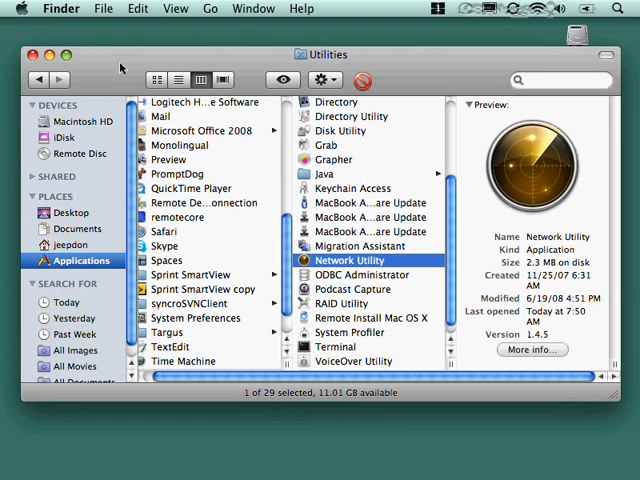 Finder File Edit View Go Window Help 1
Utilities
DEVICES
Macintosh HD
iDisk
Remote Disc
SHARED
PLACES
Desktop
Documents
jeepdon
Applications
SEARCH FOR
Today
Yesterday
Past Week
All Images
All Movies
All Documents
Logitech H...e Software
Mail
Microsoft Office 2008
Monolingual
Preview
PromptDog
QuickTime Player
Remote De...onnection
remotecore
Safari
Skype
Spaces
Sprint SmartView
Sprint SmartView copy
syncroSVNClient
System Preferences
Targus
TextEdit
Time Machine
Directory
Directory Utility
Disk Utility
Grab
Grapher
Java
Keychain Access
MacBook A...are Update
MacBook A...are Update
MacBook A...are Update
Migration Assistant
Network Utility
ODBC Administrator
Podcast Capture
RAID Utility
Remote Install Mac OS X
System Profiler
Terminal
VoiceOver Utility
Preview:
Name Network Utility
Kind Application
Size 2.3 MB on disk
Created 11/25/07 6:31
AM
Modified 6/19/08 4:51 PM
Last opened Today at 7:50
AM
Version 1.4.5
More info...
1 of 29 selected, 11.01 GB available